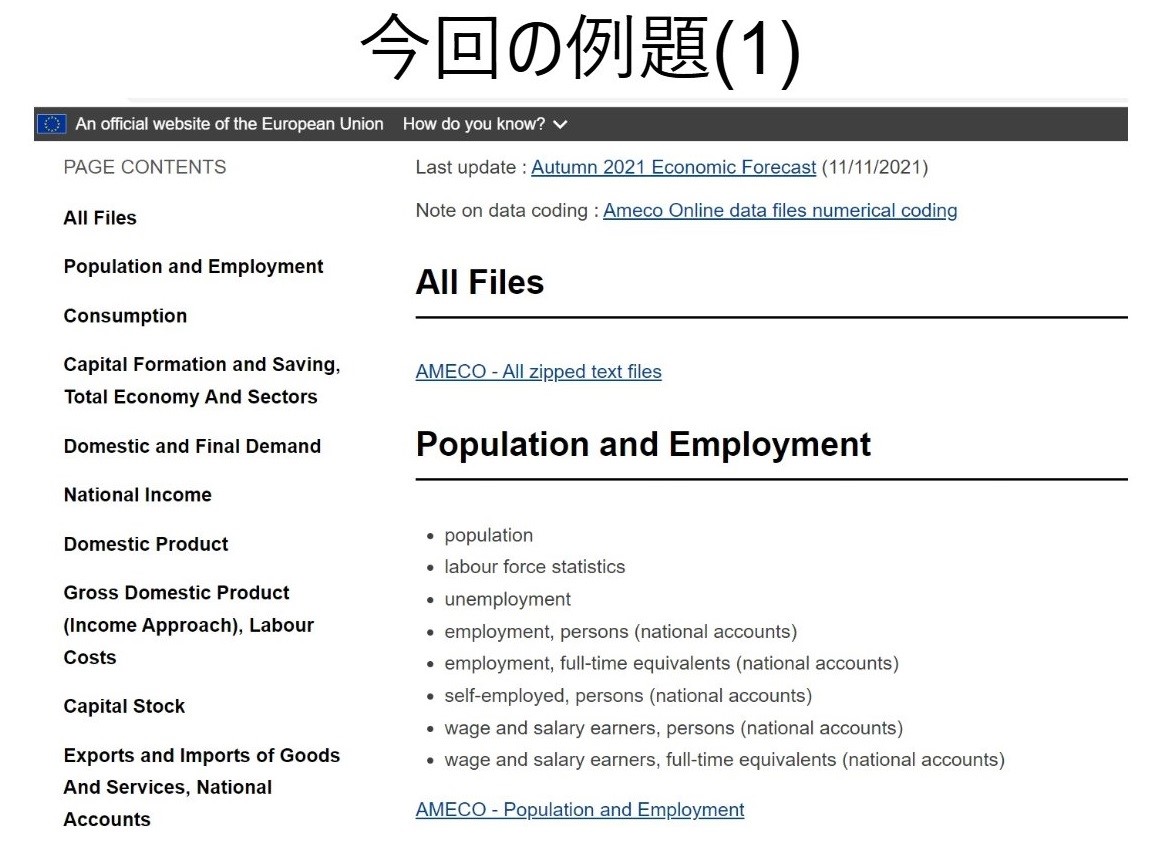 今回の例題(1)
An official website of the European Union How do you know?
PAGE CONTENTS
All Files
Population and Employment
Consumption
Capital Formation and Saving,
Total Economy And Sectors
Domestic and Final Demand
National Income
Domestic Product
Gross Domestic Product
(Income Approach), Labour
Costs
Capital Stock
Exports and Imports of Goods
And Services, National
Accounts
Last update : Autumn 2021 Economic Forecast (11/11/2021)
Note on data coding : Ameco Online data files numerical coding
All Files
AMECO - All zipped text files
Population and Employment
• population
• labour force statistics
• unemployment
• employment, persons (national accounts)
• employment, full-time equivalents (national accounts)
• self-employed, persons (national accounts)
• wage and salary earners, persons (national accounts)
• wage and salary earners, full-time equivalents (national accounts)
AMECO - Population and Employment